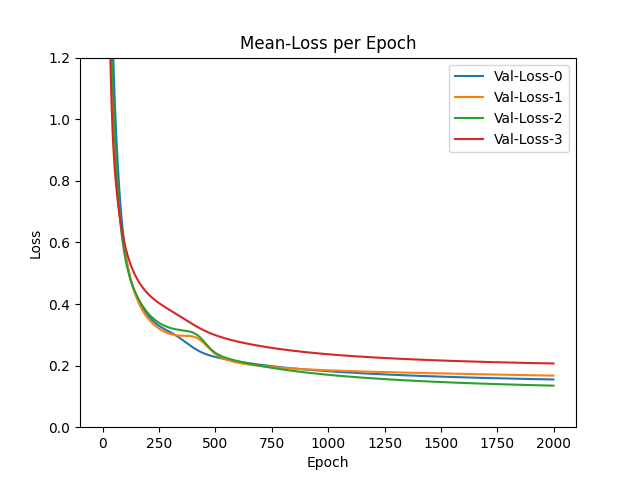 Mean-Loss per Epoch
Val-Loss-0
Val-Loss-1
Val-Loss-2
Val-Loss-3
Loss
1.2
1.0
0.8
0.6
0.4
0.2
0.0
0 250 500 750 1000 1250 1500 1750 2000
Epoch